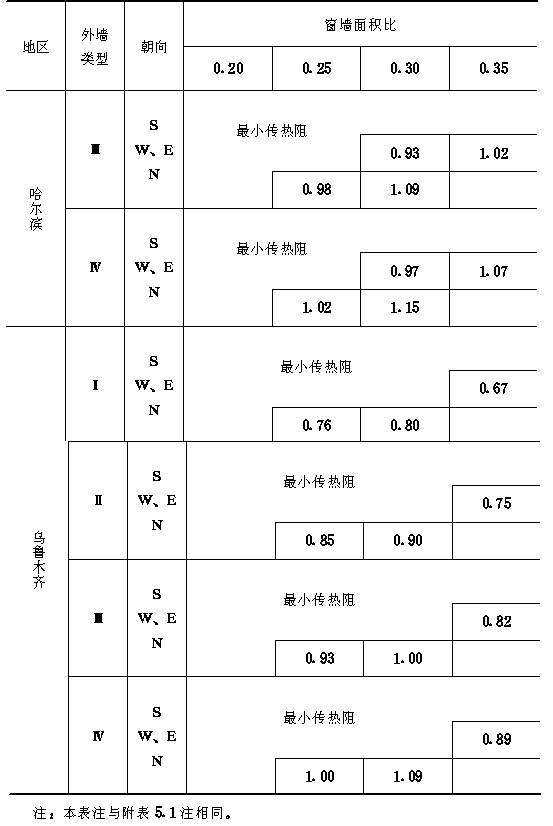 窗墙面积比
地区 外墙类型 朝向
0.20 0.25 0.30 0.35
哈尔滨
Ⅲ
S
W、E
N
最小传热阻
0.93 1.02
0.98 1.09
Ⅳ
S
W、E
N
最小传热阻
0.97 1.07
1.02 1.15
乌鲁木齐
Ⅰ
S
W、E
N
最小传热阻
0.67
0.76 0.80
Ⅱ
S
W、E
N
最小传热阻
0.75
0.85 0.90
Ⅲ
S
W、E
N
最小传热阻
0.82
0.93 1.00
Ⅳ
S
W、E
N
最小传热阻
0.89
1.00 1.09
注：本表注与附表5.1注相同。